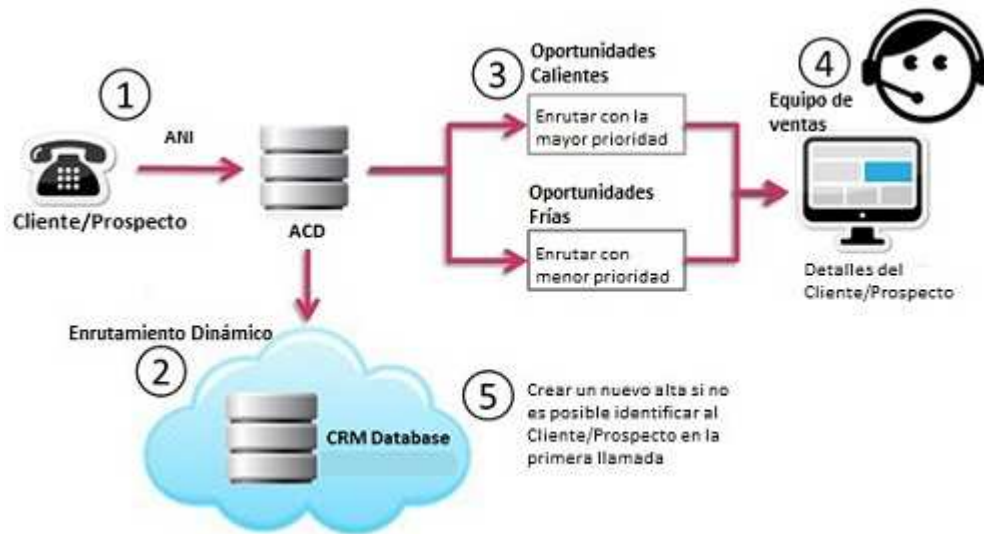 1
ANI
Cliente/Prospecto
ACD
Enrutamiento Dinámico
2
CRM Database
3
Oportunidades
Calientes
Enrutar con la
mayor prioridad
Oportunidades
Frías
Enrutar con
menor prioridad
4
Equipo de
ventas
Detalles del
Cliente/Prospecto
5
Crear un nuevo alta si no
es posible identificar al
Cliente/Prospecto en la
primera llamada